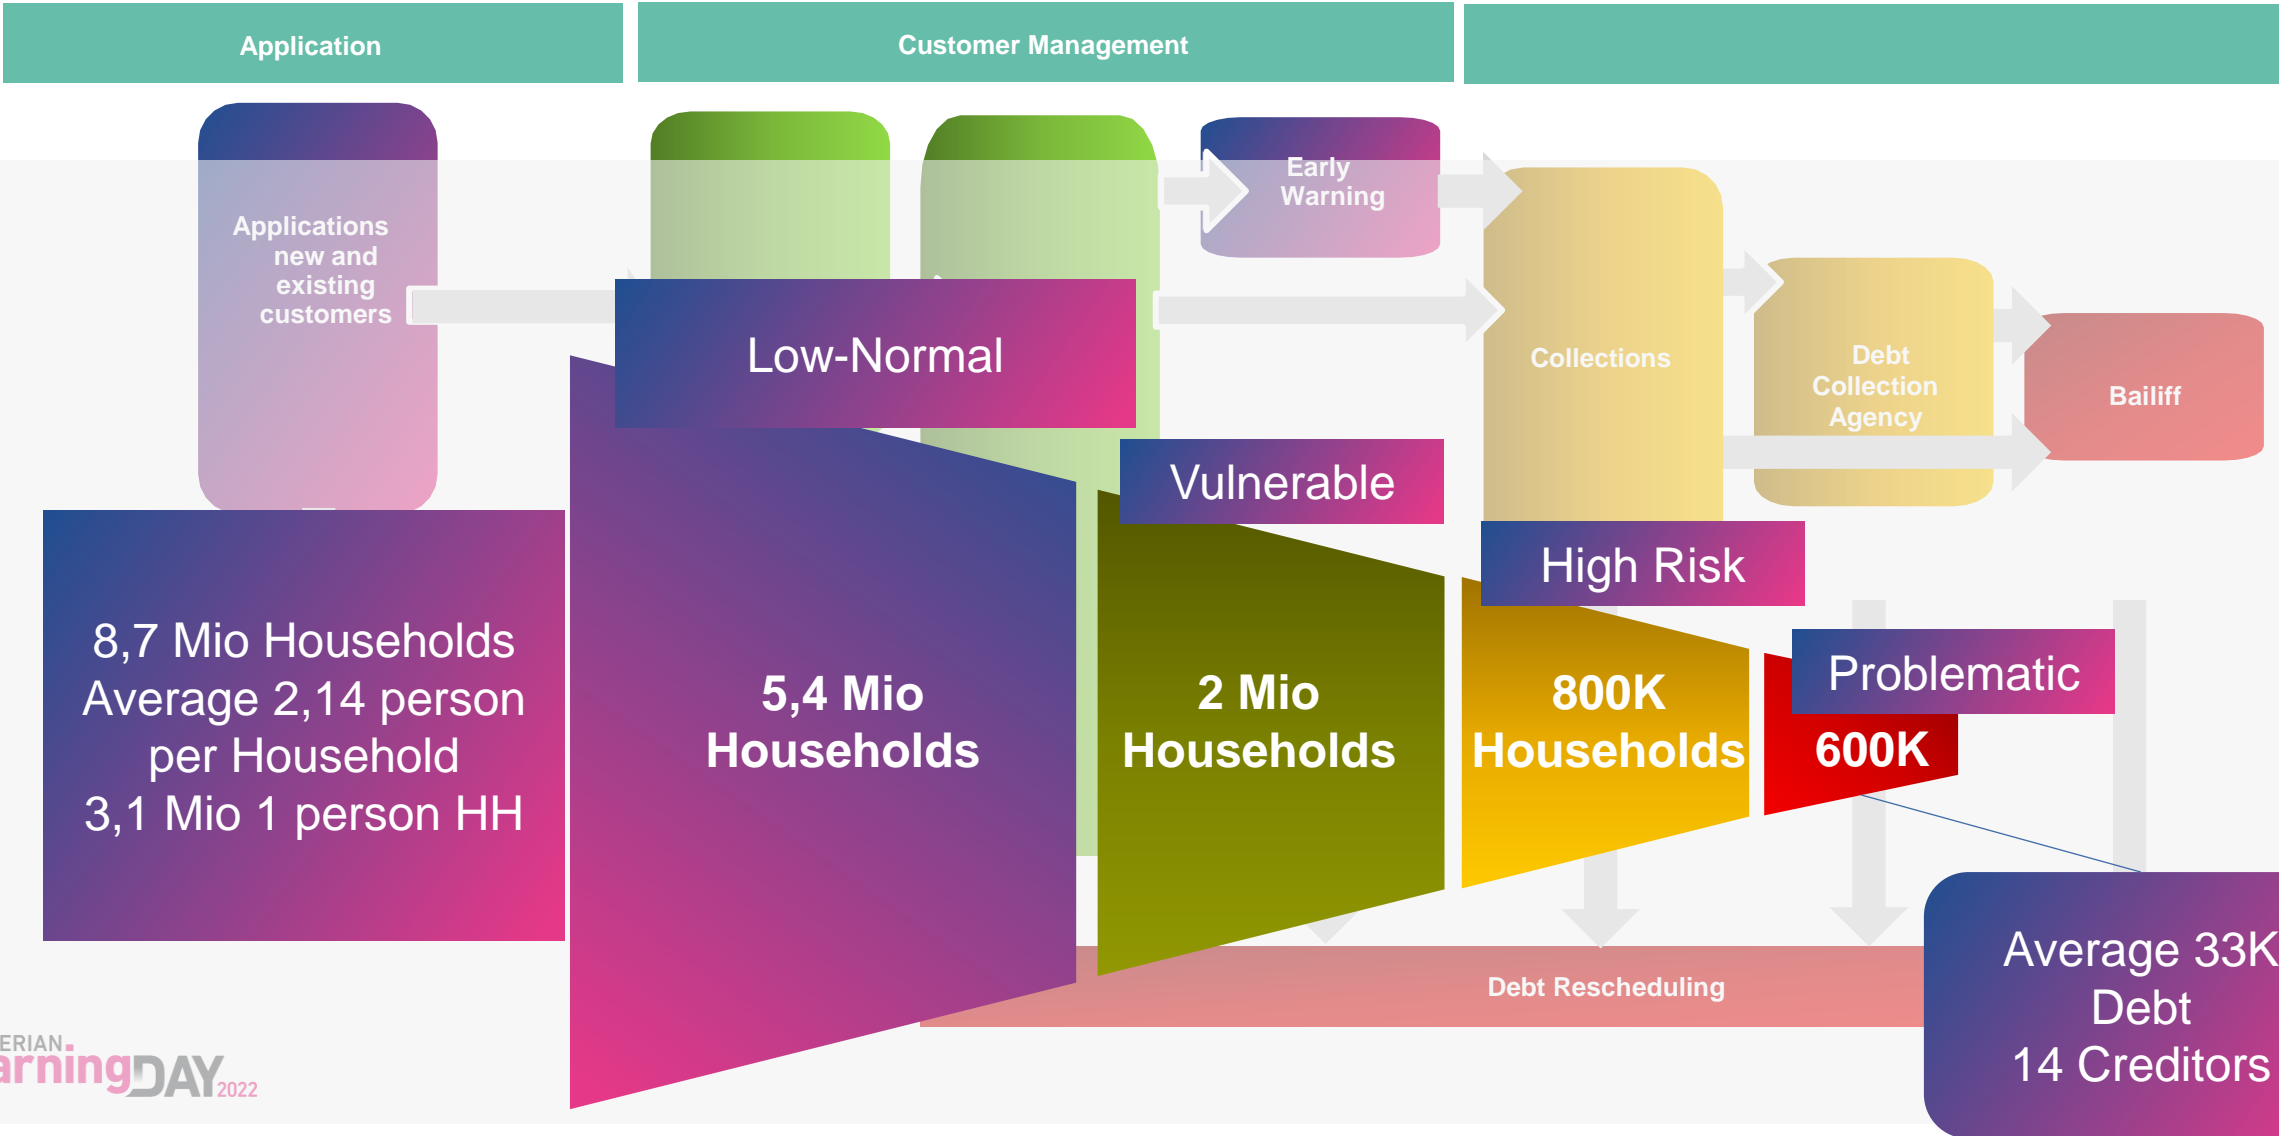 Application
Customer Management
Applications
new and
existing
customers
Early
Warning
Low-Normal
Collections
Debt
Collection
Agency
Bailiff
Vulnerable
High Risk
Problematic
8,7 Mio Households
Average 2,14 person
per Household
3,1 Mio 1 person HH
5,4 Mio
Households
2 Mio
Households
800K
Households
600K
Debt Rescheduling
Average 33K
Debt
14 Creditors
ERIAN
arningDAY 2022